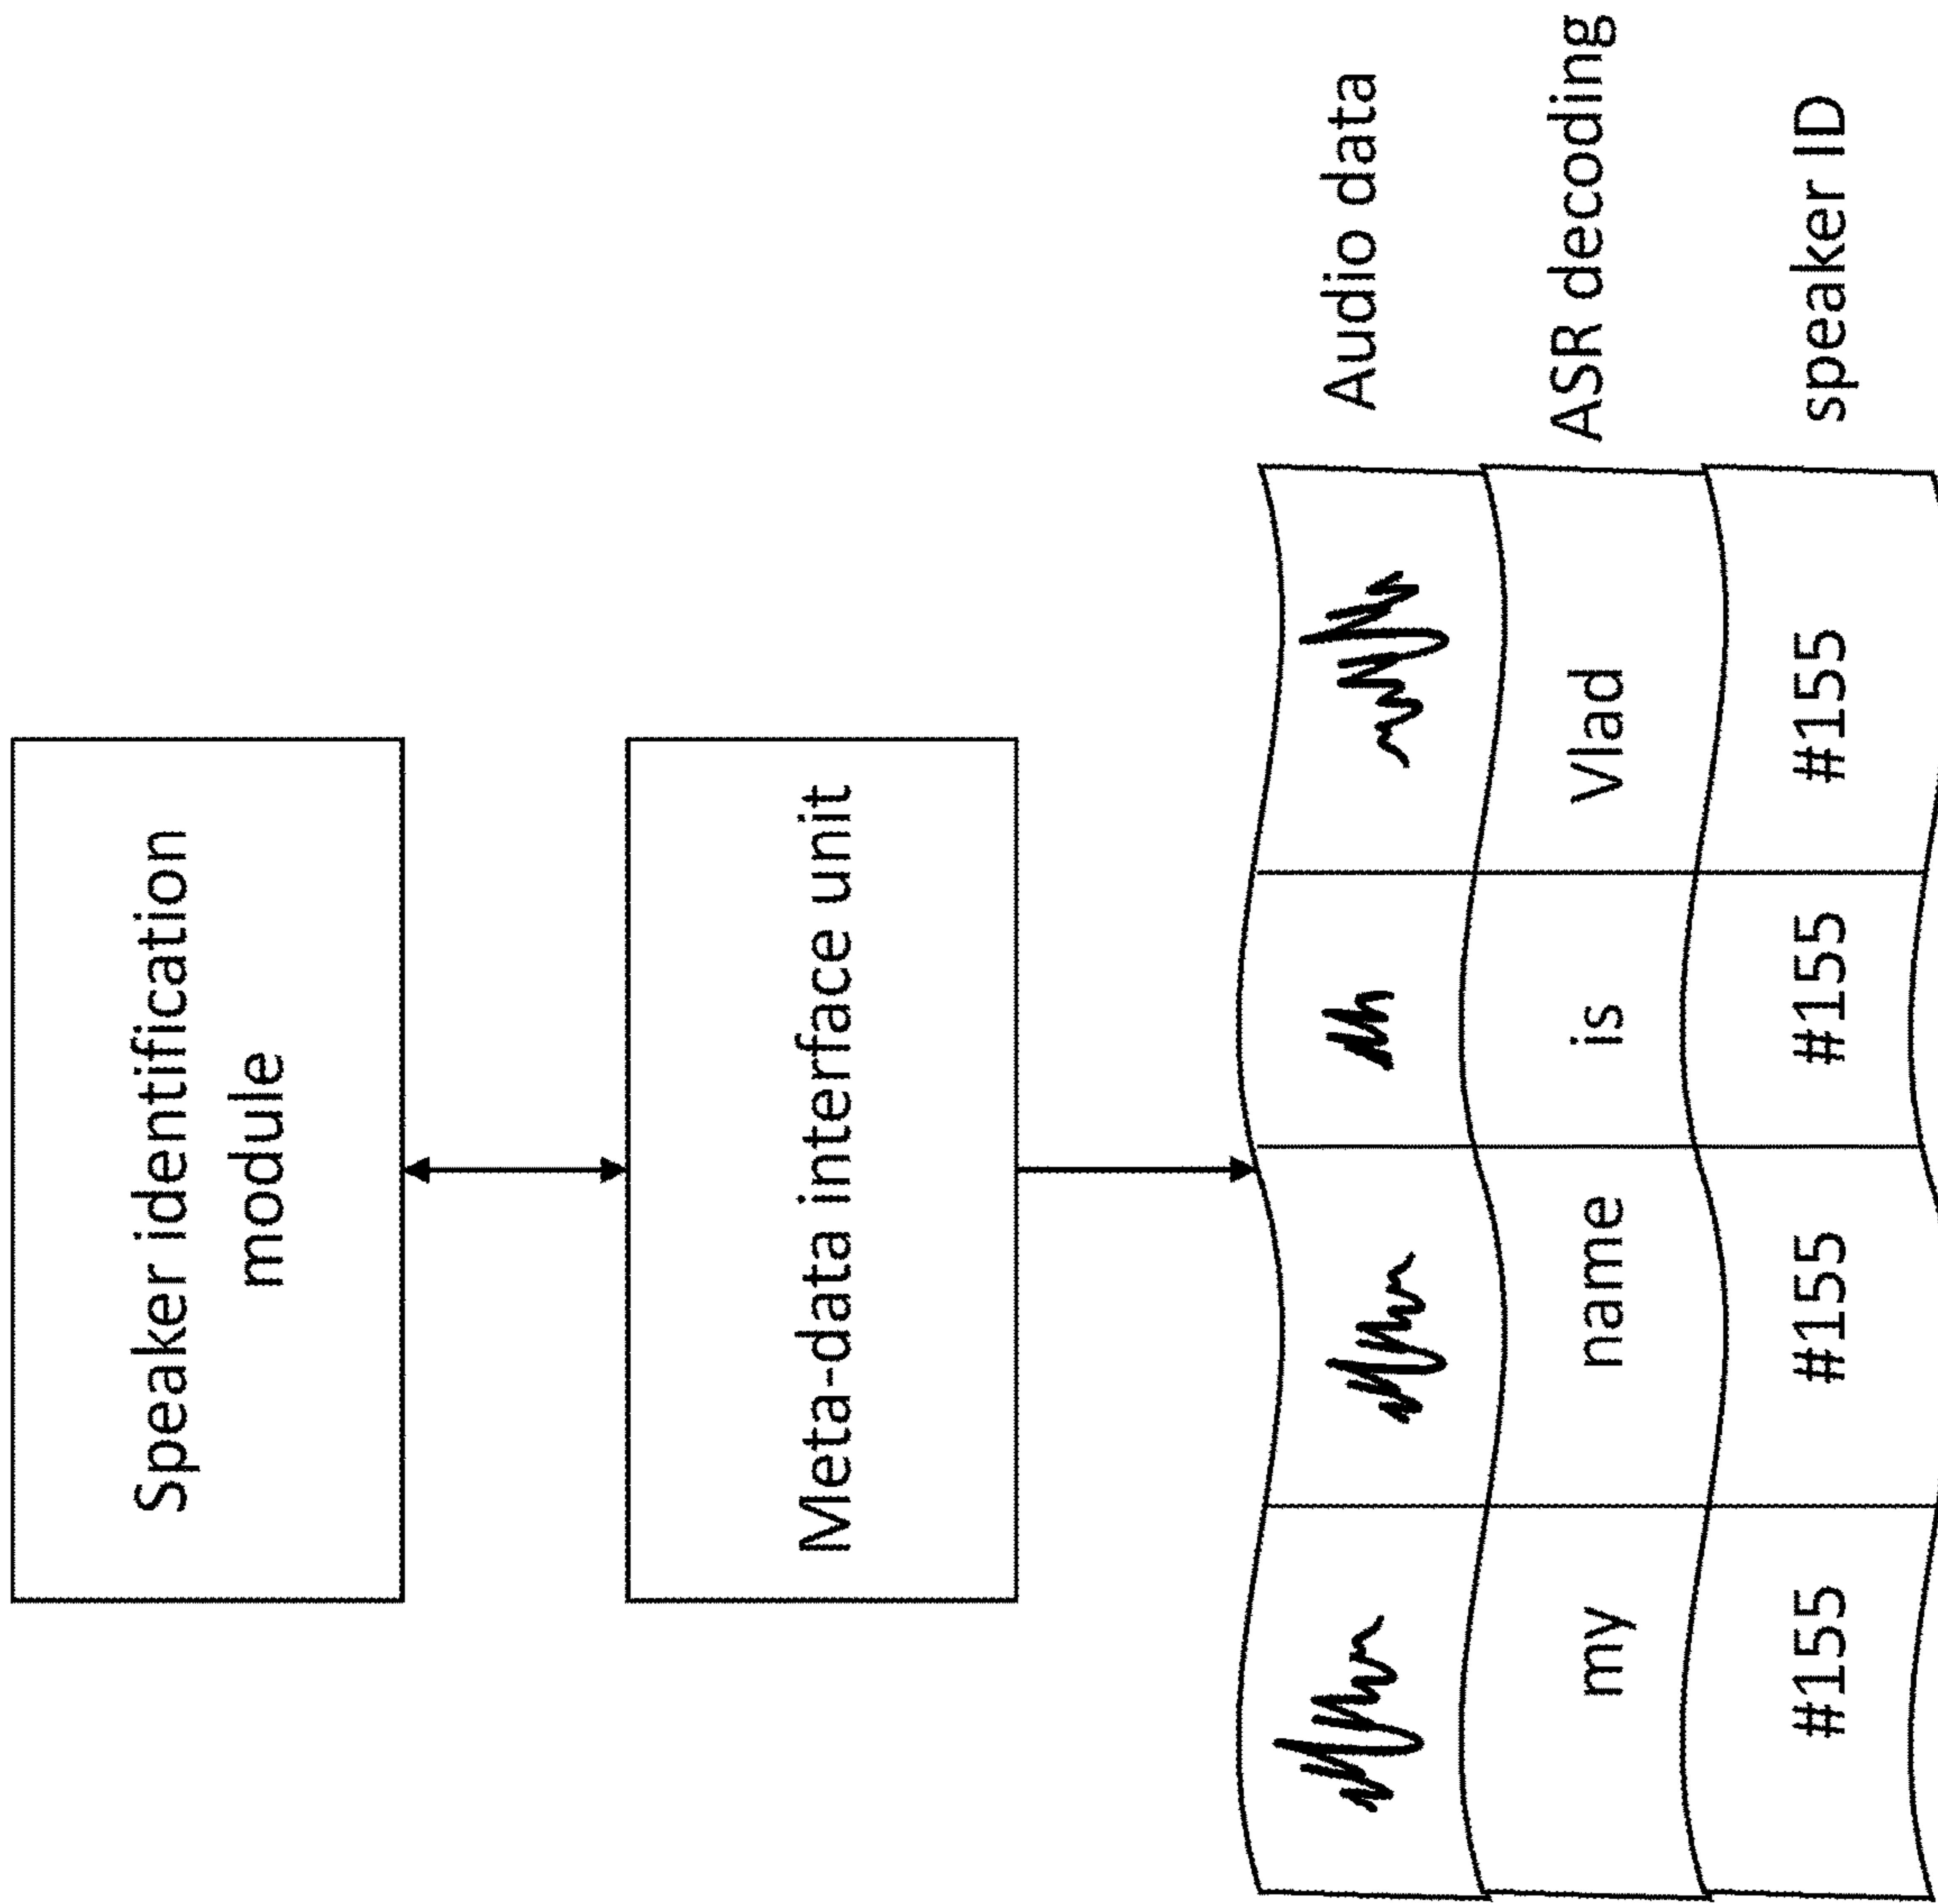 Speaker identification
module
Meta-data interface unit
Audio data
my name is Vlad ASR decoding
#155 #155 #155 #155 speaker ID